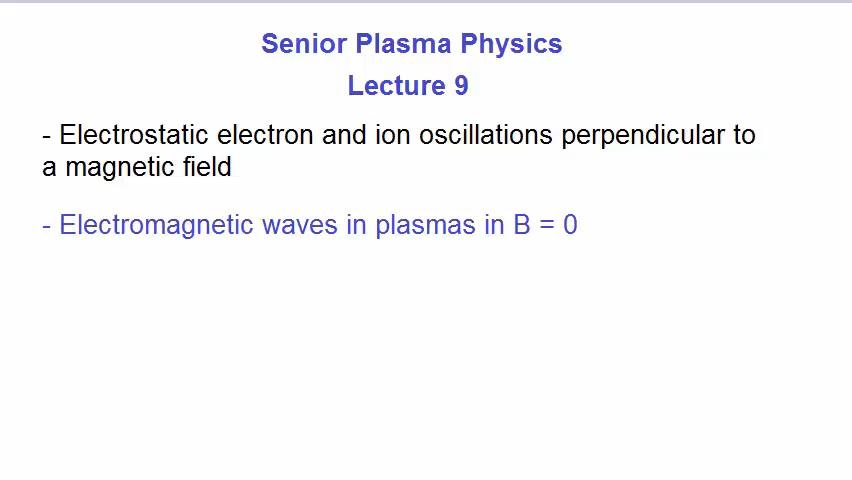 Senior Plasma Physics
Lecture 9
- Electrostatic electron and ion oscillations perpendicular to
a magnetic field
- Electromagnetic waves in plasmas in B = 0